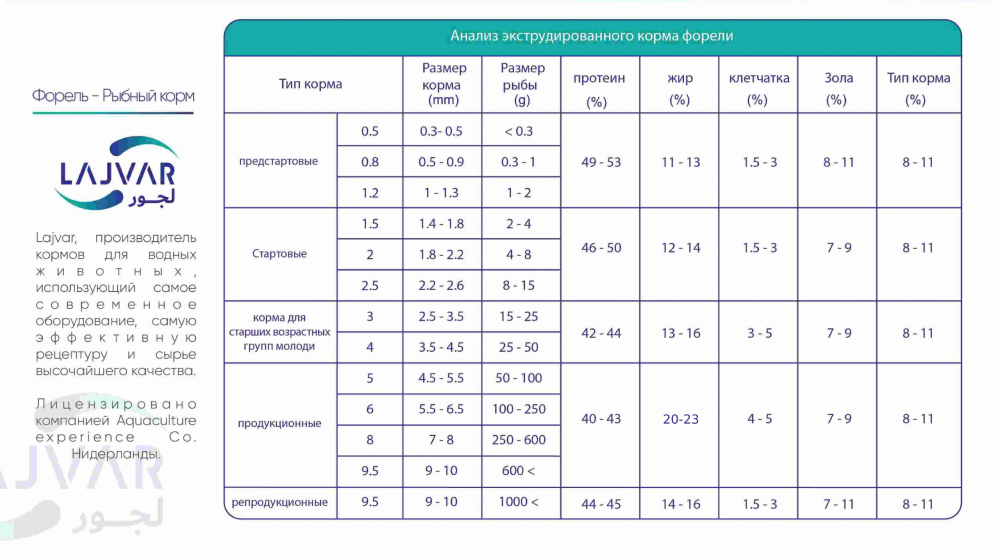 Форель – Рыбный корм
LAJVAR
لجور
Lajvar, производитель
кормов для водных
животных,
использующий самое
современное
оборудование, самую
эффективную
рецептуру и сырье
высочайшего качества.
Лицензировано
компанией Aquaculture
experience Co.
Нидерланды.
LAJVAR
لجور
Анализ экструдированного корма форели
Тип корма Размер корма (mm) Размер рыбы (g) протеин (%) жир (%) клетчатка (%) Зола (%) Тип корма (%)
предстартовые 49 - 53 11 - 13 1.5 - 3 8 - 11 8 - 11
0.5 0.3- 0.5 < 0.3
0.8 0.5 - 0.9 0.3 - 1
1.2 1 - 1.3 1 - 2
Стартовые 46 - 50 12 - 14 1.5 - 3 7 - 9 8 - 11
1.5 1.4 - 1.8 2 - 4
2 1.8 - 2.2 4 - 8
2.5 2.2 - 2.6 8 - 15
корма для
старших возрастных
групп молоди
42 - 44 13 - 16 3 - 5 7 - 9 8 - 11
3 2.5 - 3.5 15 - 25
4 3.5 - 4.5 25 - 50
продукционные 40 - 43 20-23 4 - 5 7 - 9 8 - 11
5 4.5 - 5.5 50 - 100
6 5.5 - 6.5 100 - 250
8 7 - 8 250 - 600
9.5 9 - 10 600 <
репродукционные 9.5 9 - 10 1000 < 44 - 45 14 - 16 1.5 - 3 7 - 11 8 - 11